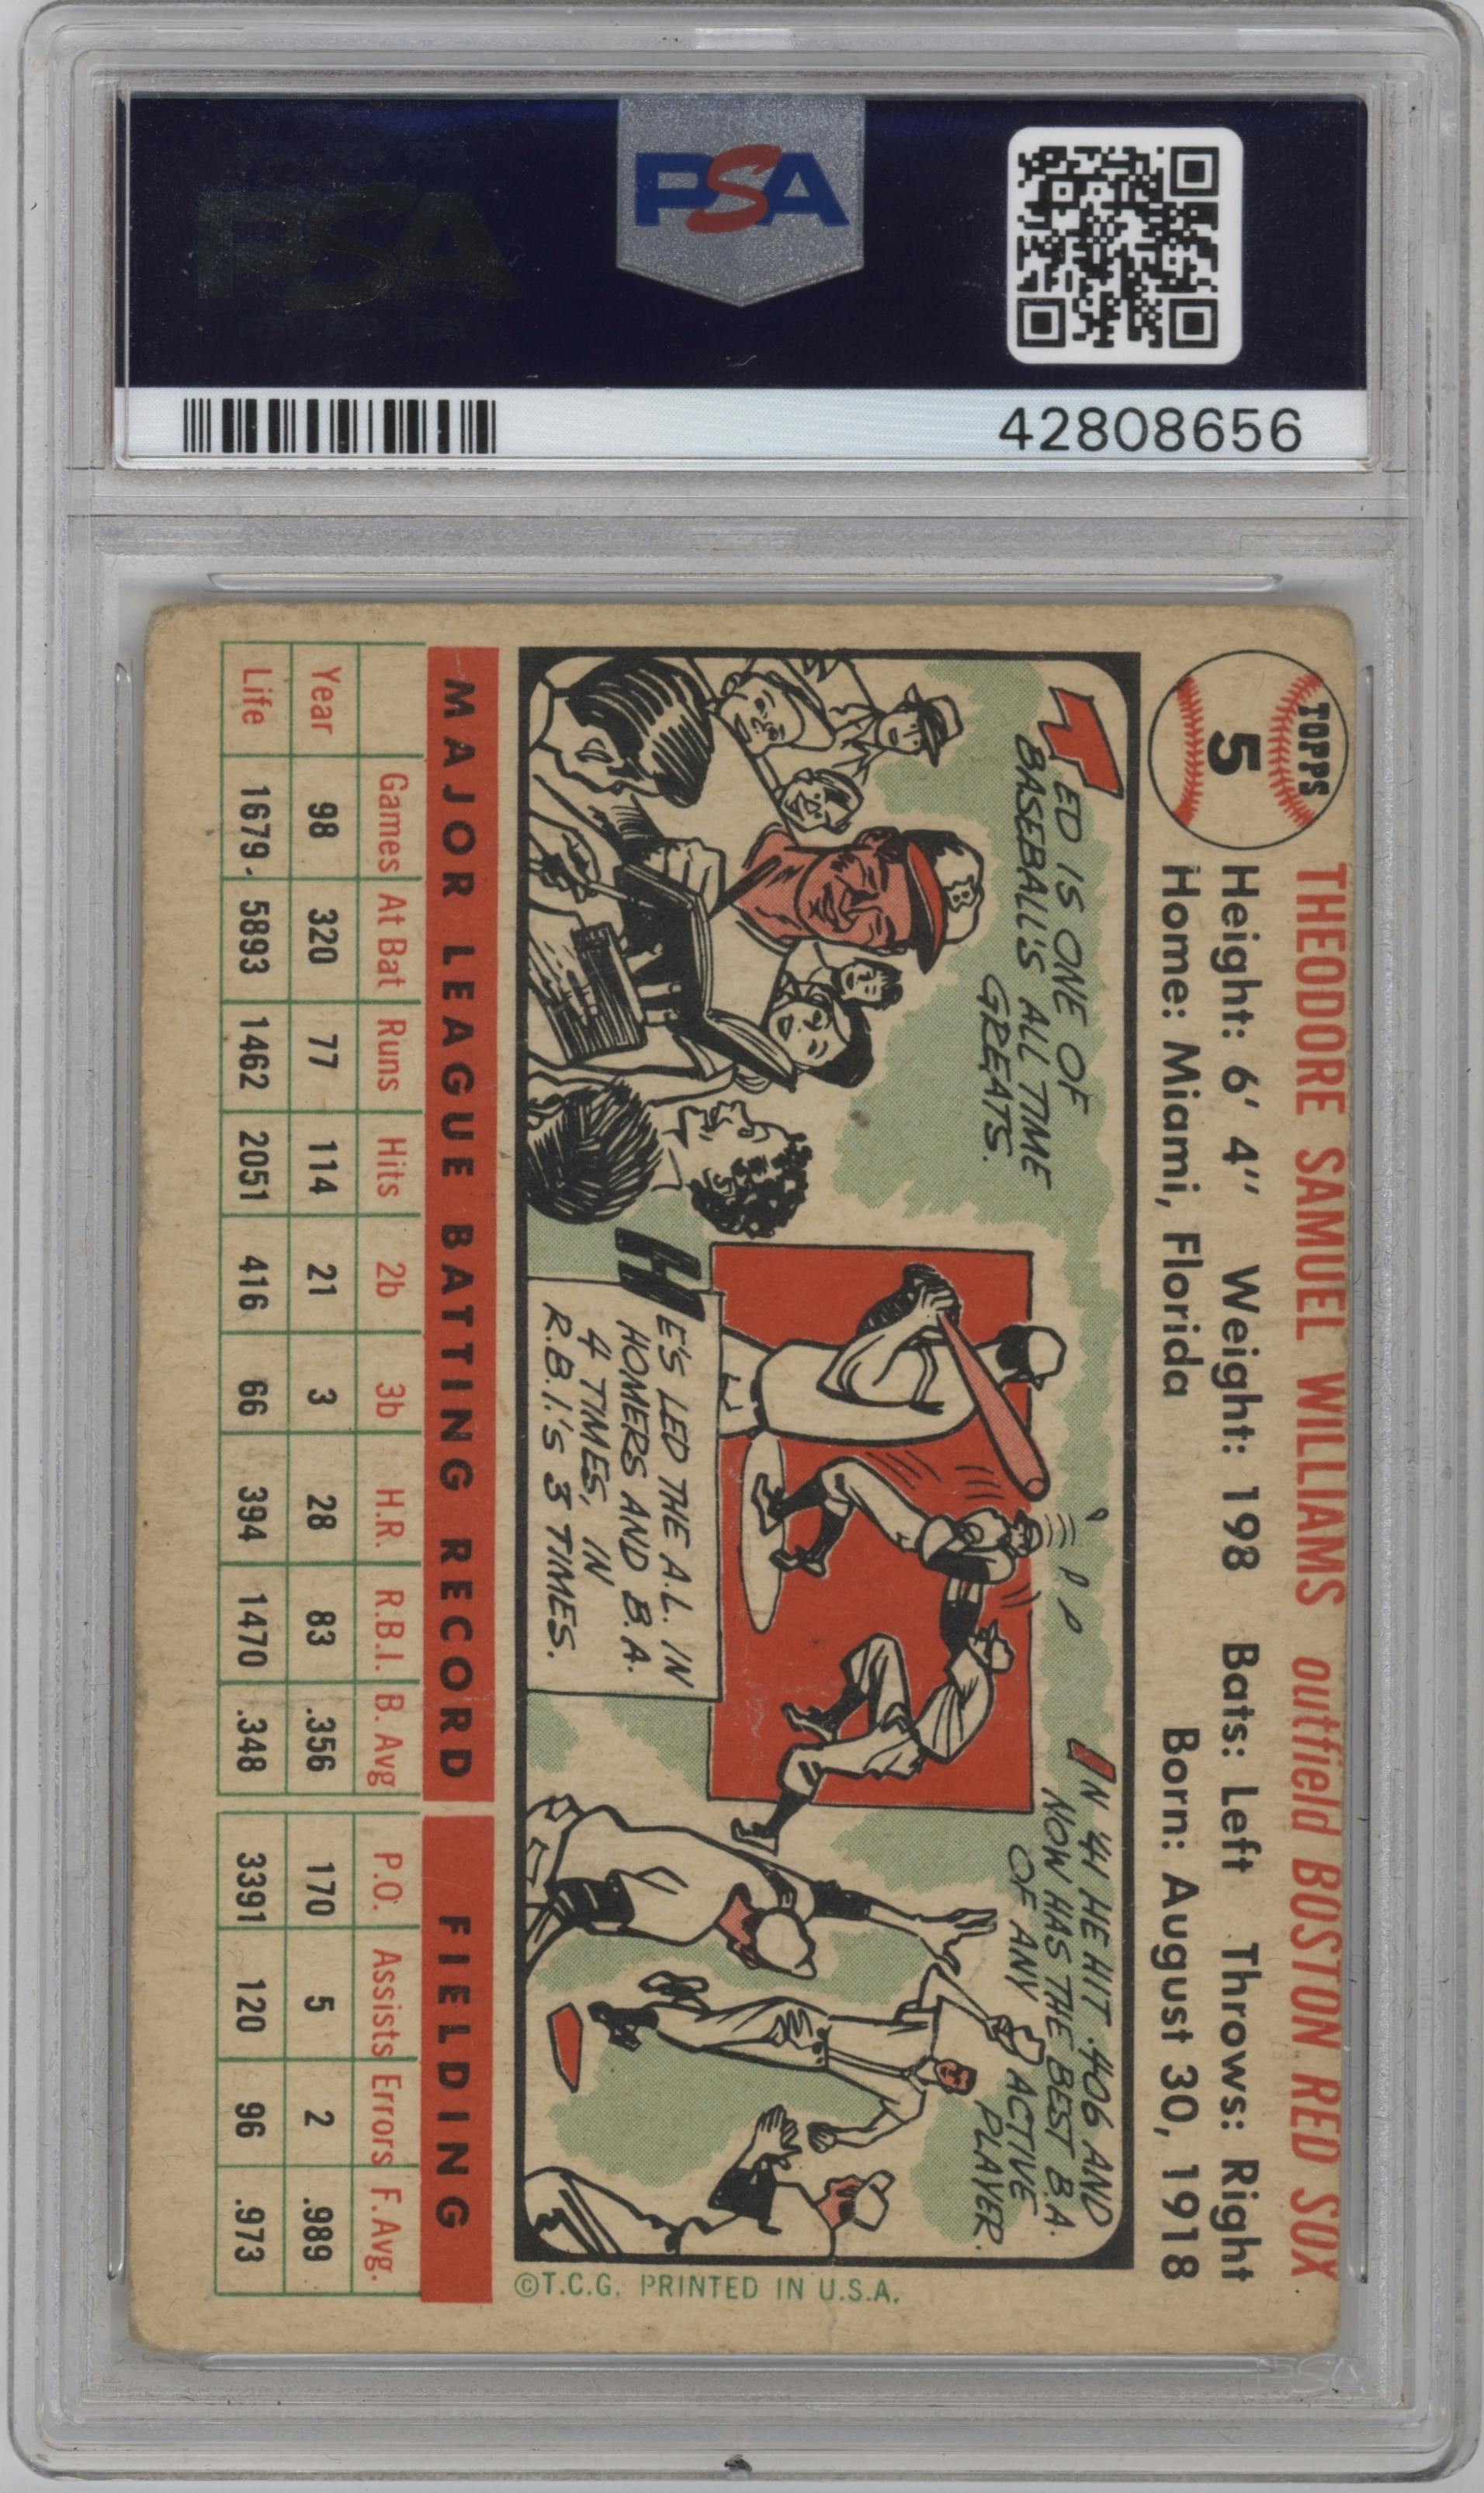 PSA
PSA
42808656
TOPPS
5
THEODORE SAMUEL WILLIAMS outfield BOSTON RED SOX
Height: 6' 4" Weight: 198 Bats: Left Throws: Right
Home: Miami, Florida Born: August 30, 1918
TED IS ONE OF
BASEBALL'S ALL TIME
GREATS.
B
HE'S LED THE A.L. IN
HOMERS AND B.A.
4 TIMES, IN
R.B.I.'S 3 TIMES.
IN '41 HE HIT .406 AND
NOW HAS THE BEST B.A.
OF ANY ACTIVE
PLAYER.
©T.C.G. PRINTED IN U.S.A.
MAJOR LEAGUE BATTING RECORD FIELDING
Games At Bat Runs Hits 2b 3b H.R. R.B.I. B. Avg P.O. Assists Errors F. Avg.
Year 98 320 77 114 21 3 28 83 .356 170 5 2 .989
Life 1679 5893 1462 2051 416 66 394 1470 .348 3391 120 96 .973
PSA